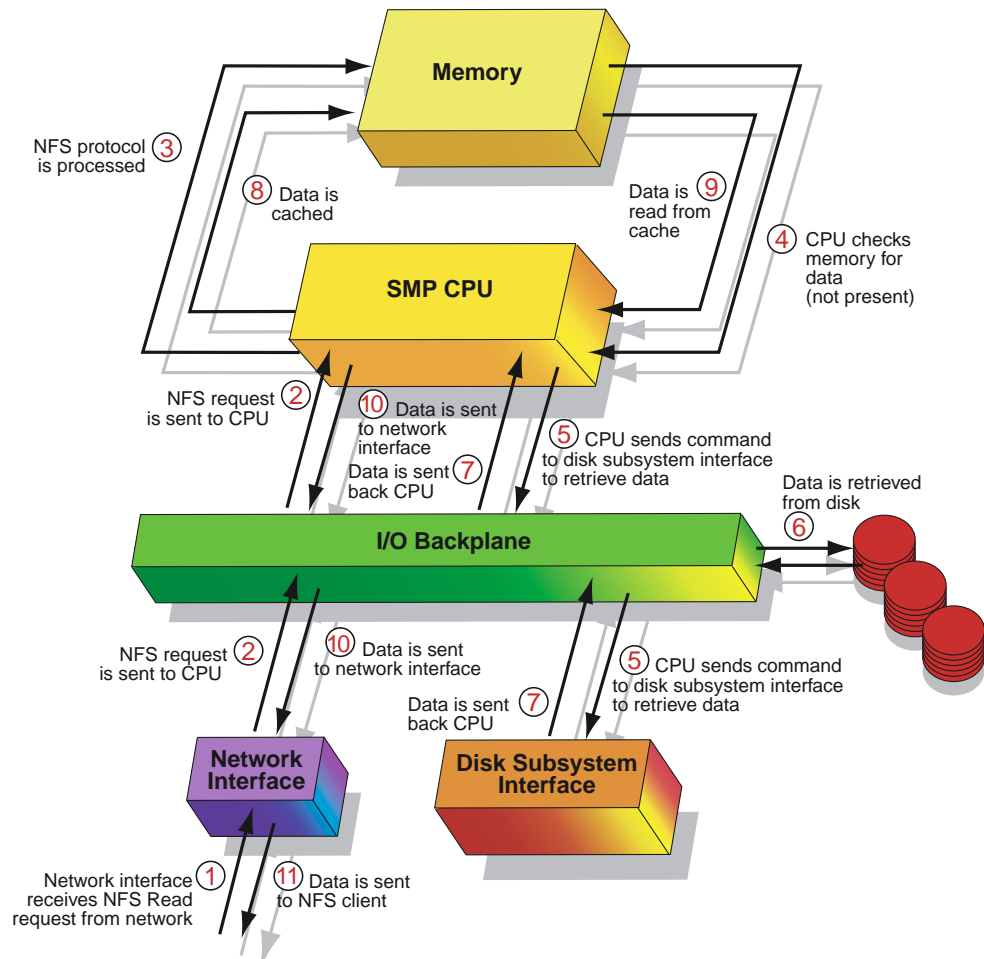 Memory
3
NFS protocol
is processed
8
Data is
cached
Data is
read from
cache
9
4
CPU checks
memory for
data
(not present)
SMP CPU
NFS request
is sent to CPU
2
10
Data is sent
to network
interface
Data is sent
back CPU
7
5
CPU sends command
to disk subsystem interface
to retrieve data
Data is retrieved
from disk
6
I/O Backplane
NFS request
is sent to CPU
2
10
Data is sent
to network interface
Data is sent
back CPU
7
5
CPU sends command
to disk subsystem interface
to retrieve data
Network
Interface
Disk Subsystem
Interface
Network interface
receives NFS Read
request from network
1
11
Data is sent
to NFS client